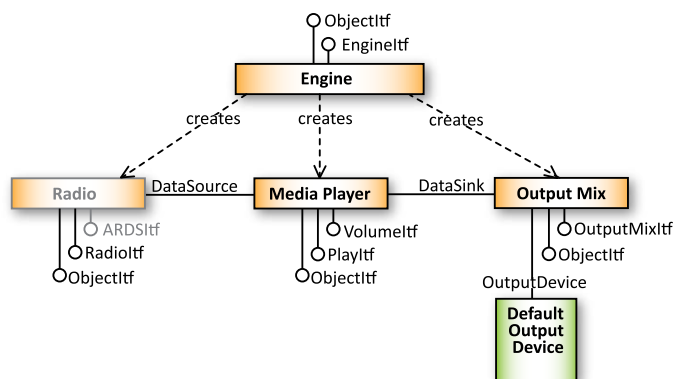 ObjectItf
EngineItf
Engine
creates
creates
creates
Radio
DataSource
Media Player
DataSink
Output Mix
ARDSItf
RadioItf
ObjectItf
VolumeItf
PlayItf
ObjectItf
OutputMixItf
ObjectItf
OutputDevice
Default
Output
Device